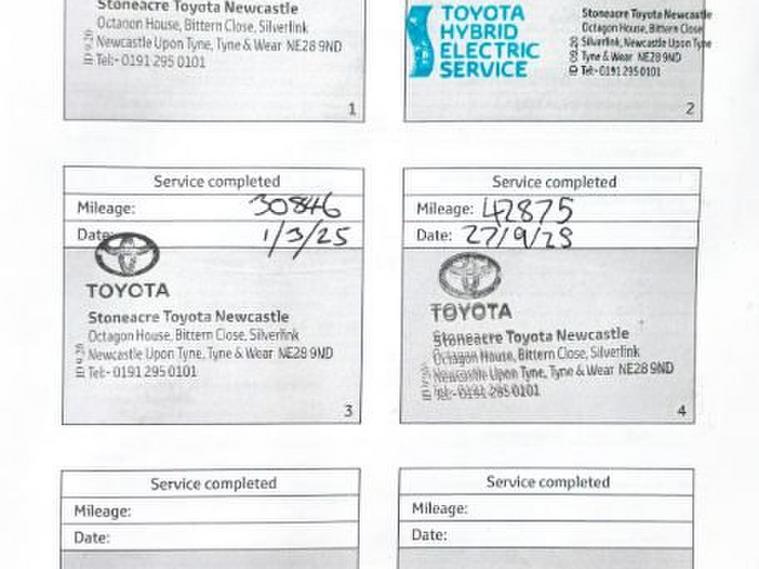 Stoneacre Toyota Newcastle
Octagon House, Bittern Close, Silverlink
Newcastle Upon Tyne, Tyne & Wear NE28 9ND
Tel:- 0191 295 0101
1
TOYOTA
HYBRID
ELECTRIC
SERVICE
Stoneacre Toyota Newcastle
Octagon House, Bittern Close
Silverlink, Newcastle Upon Tyne
Tyne & Wear NE28 9ND
Tel:- 0191 295 0101
2
Service completed
Mileage: 30846
Date: 1/3/25
TOYOTA
Stoneacre Toyota Newcastle
Octagon House, Bittern Close, Silverlink
Newcastle Upon Tyne, Tyne & Wear NE28 9ND
Tel:- 0191 295 0101
3
Service completed
Mileage: 42875
Date: 27/9/
TOYOTA
Stoneacre Toyota Newcastle
Octagon House, Bittern Close, Silverlink
Newcastle Upon Tyne, Tyne & Wear NE28 9ND
Tel:- 0191 295 0101
4
Service completed
Mileage:
Date:
Service completed
Mileage:
Date: